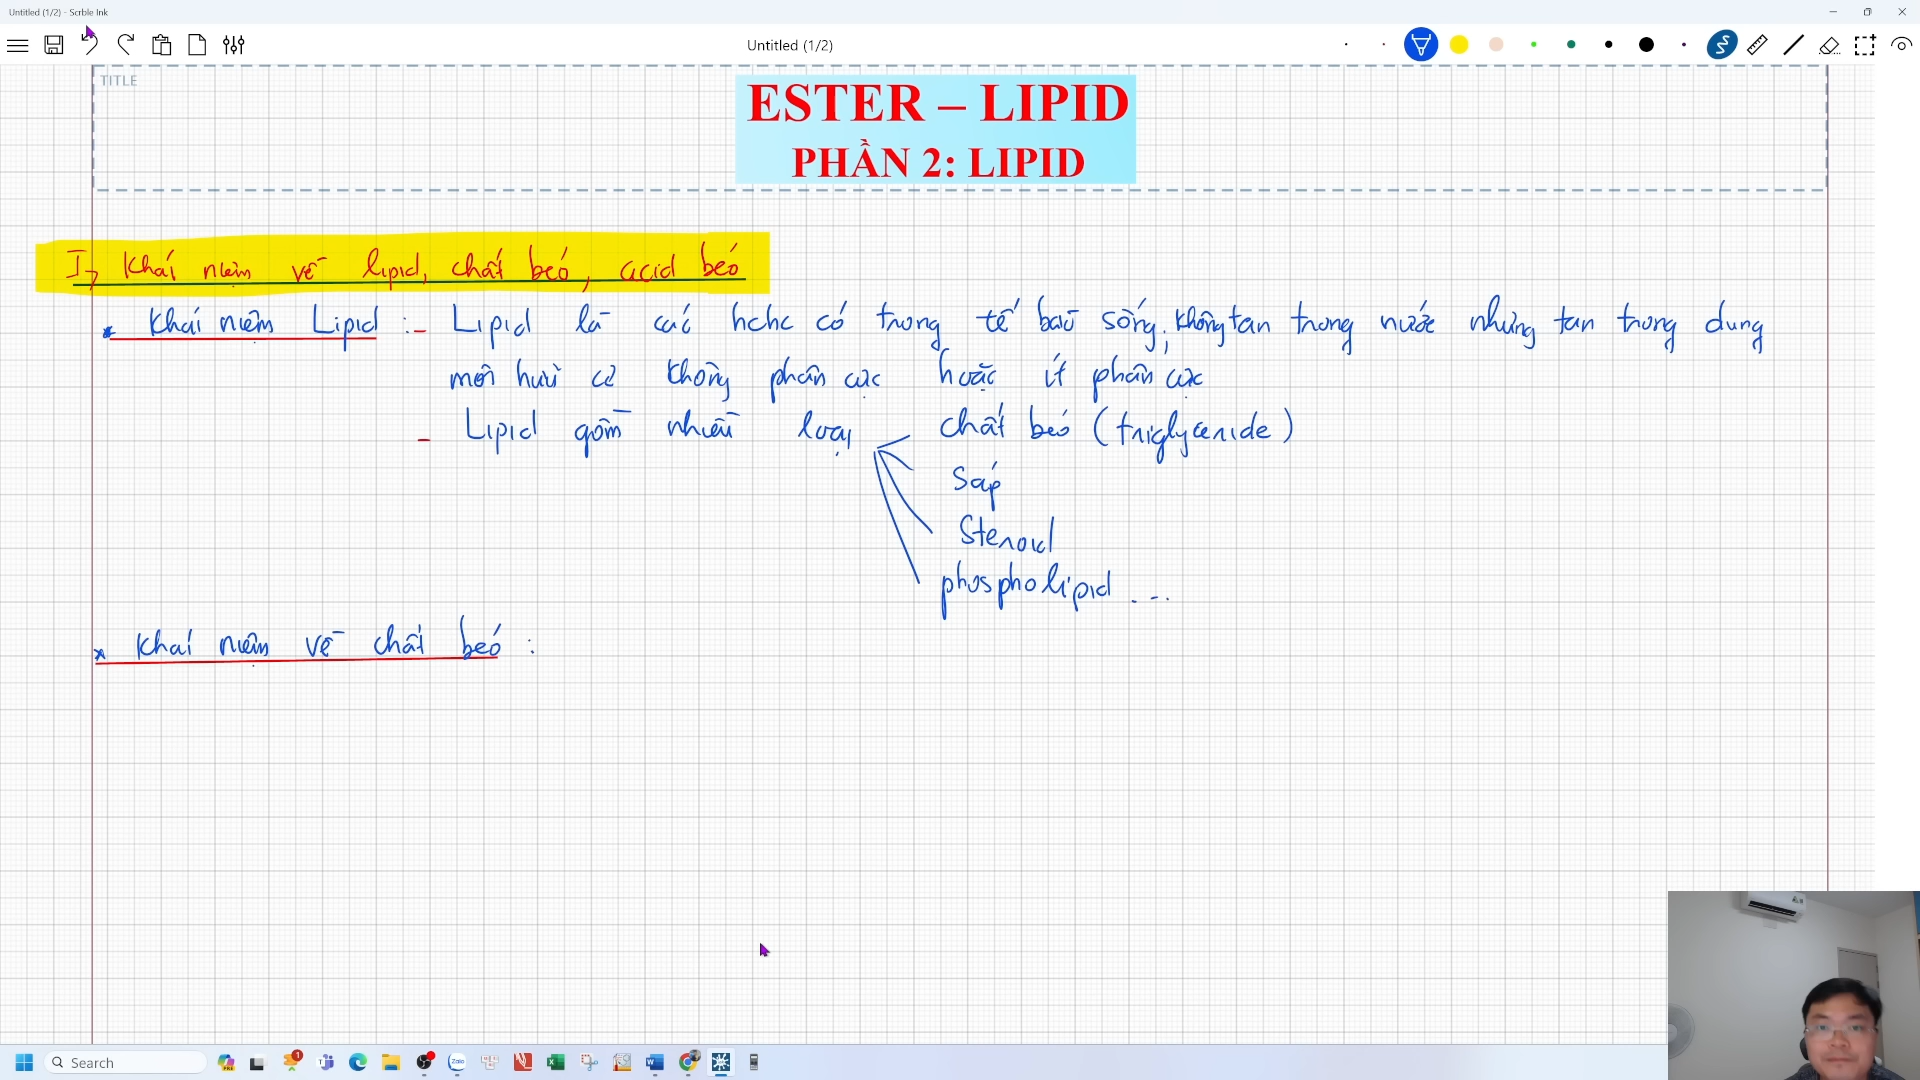 Untitled (1/2) - Scrble Ink
Untitled (1/2)
TITLE
ESTER – LIPID
PHẦN 2: LIPID
I, Khái niệm về lipid, chất béo, acid béo
* Khái niệm Lipid : - Lipid là các hchc có trong tế bào sống, không tan trong nước nhưng tan trong dung
môi hữu cơ không phân cực hoặc ít phân cực
- Lipid gồm nhiều loại chất béo (triglyceride)
Sáp
Steroid
phospholipid ...
* Khái niệm về chất béo :
Search